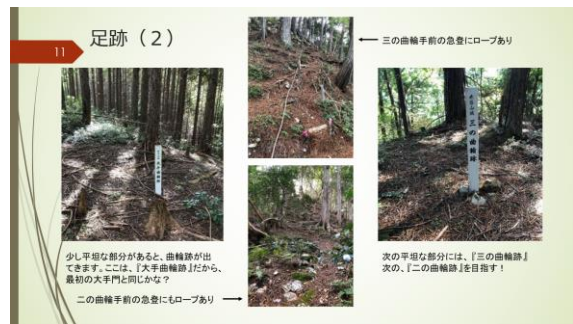 11
足跡（2）
三の曲輪手前の急登にロープあり
三の曲輪跡
少し平坦な部分があると、曲輪跡が出
てきます。ここは、『大手曲輪跡』だから、
最初の大手門と同じかな？
二の曲輪手前の急登にもロープあり
次の平坦な部分には、『三の曲輪跡』
次の、『二の曲輪跡』を目指す！